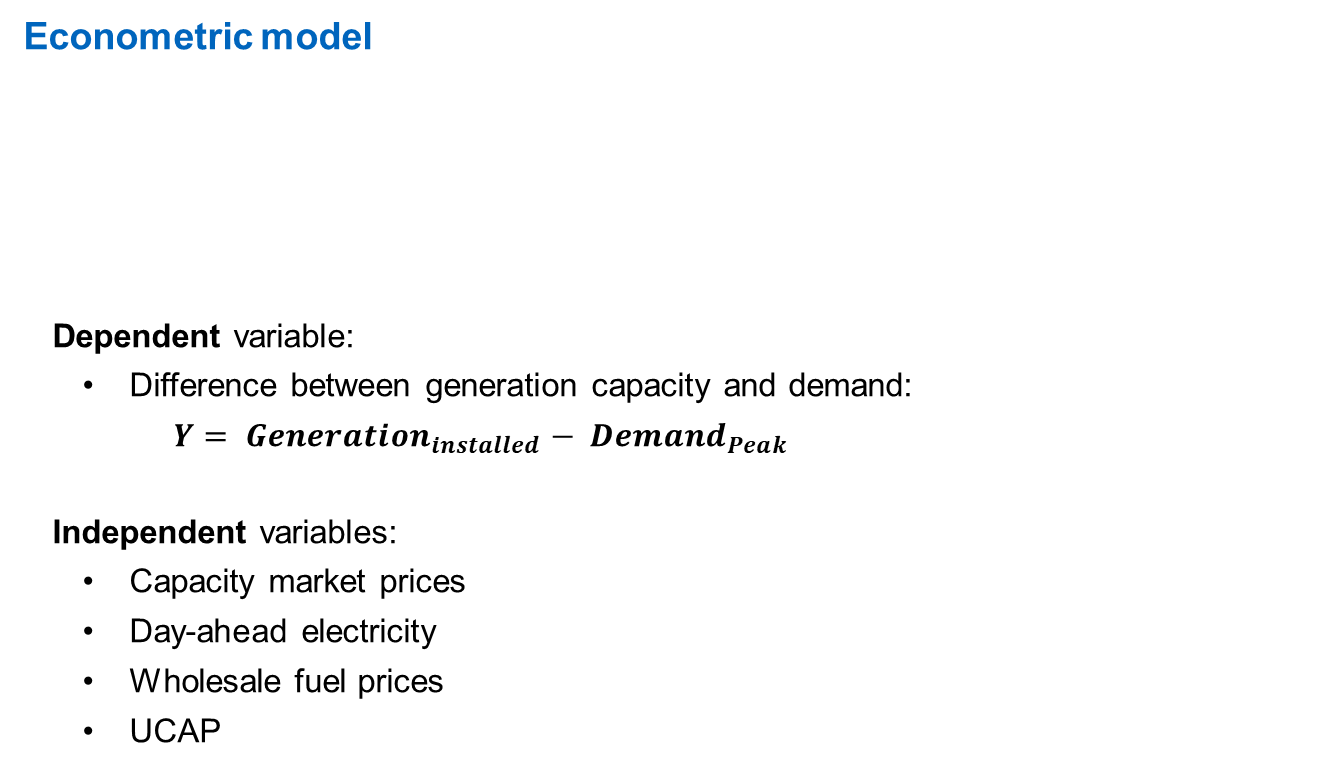 Econometric model
Dependent variable:
• Difference between generation capacity and demand:
Y = Generation_installed − Demand_Peak
Independent variables:
• Capacity market prices
• Day-ahead electricity
• Wholesale fuel prices
• UCAP